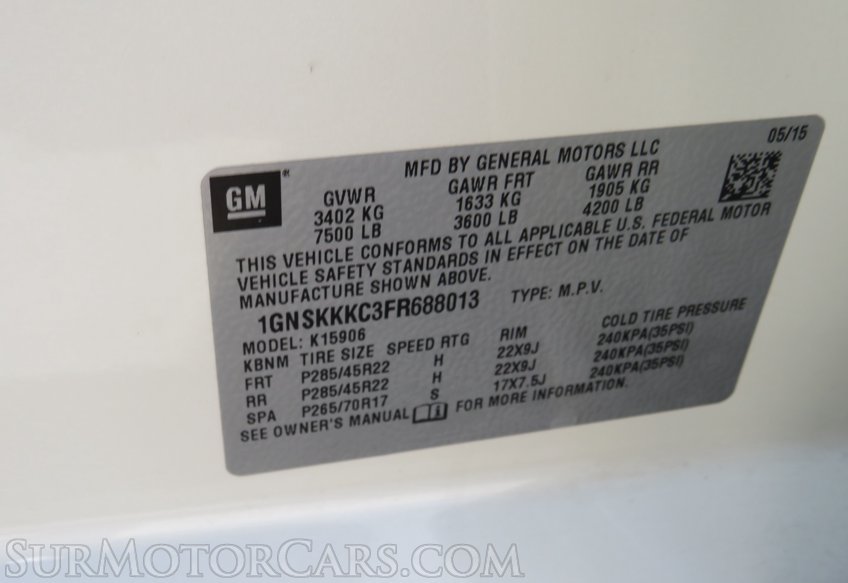 05/15
MFD BY GENERAL MOTORS LLC
GM
GVWR GAWR FRT GAWR RR
3402 KG 1633 KG 1905 KG
7500 LB 3600 LB 4200 LB
THIS VEHICLE CONFORMS TO ALL APPLICABLE U.S. FEDERAL MOTOR
VEHICLE SAFETY STANDARDS IN EFFECT ON THE DATE OF
MANUFACTURE SHOWN ABOVE.
1GNSKKKC3FR688013 TYPE: M.P.V.
MODEL: K15906
KBNM TIRE SIZE SPEED RTG RIM COLD TIRE PRESSURE
FRT P285/45R22 H 22X9J 240KPA(35PSI)
RR P285/45R22 H 22X9J 240KPA(35PSI)
SPA P265/70R17 S 17X7.5J 240KPA(35PSI)
SEE OWNER'S MANUAL FOR MORE INFORMATION.
SURMOTORCARS.COM